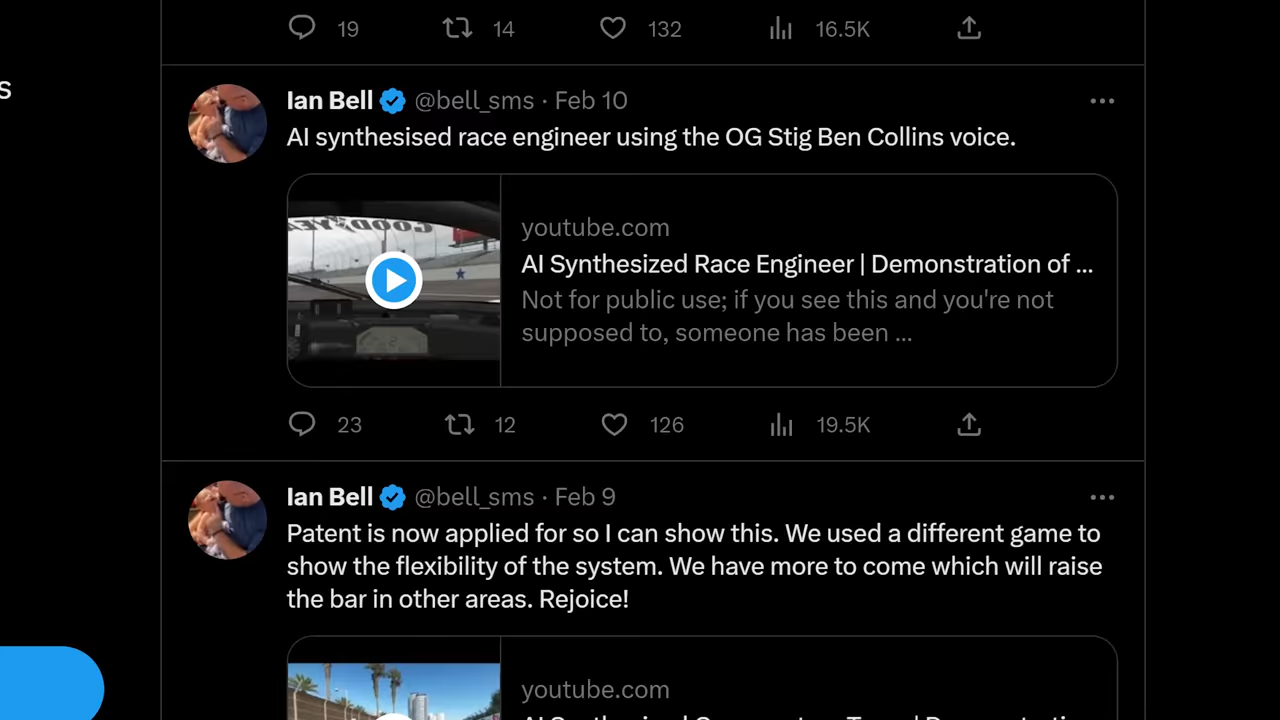 19 14 132 16.5K
s
Ian Bell @bell_sms · Feb 10
AI synthesised race engineer using the OG Stig Ben Collins voice.
GOODYEA
youtube.com
AI Synthesized Race Engineer | Demonstration of ...
Not for public use; if you see this and you're not
supposed to, someone has been ...
23 12 126 19.5K
Ian Bell @bell_sms · Feb 9
Patent is now applied for so I can show this. We used a different game to
show the flexibility of the system. We have more to come which will raise
the bar in other areas. Rejoice!
youtube.com